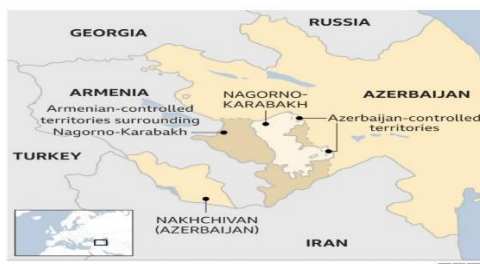 RUSSIA
GEORGIA
ARMENIA
NAGORNO-
KARABAKH
AZERBAIJAN
Armenian-controlled
territories surrounding
Nagorno-Karabakh
Azerbaijan-controlled
territories
TURKEY
NAKHCHIVAN
(AZERBAIJAN)
IRAN